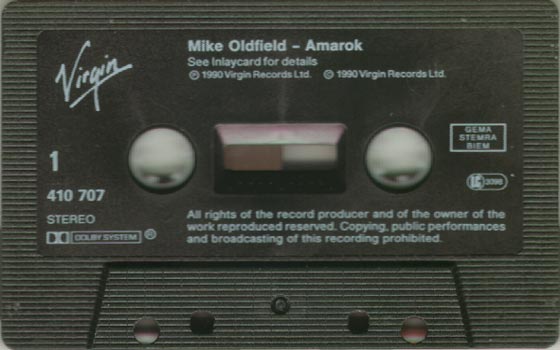 Virgin
Mike Oldfield – Amarok
See Inlaycard for details
℗ 1990 Virgin Records Ltd. © 1990 Virgin Records Ltd.
GEMA
STEMRA
BIEM
1
410 707
STEREO
DOLBY SYSTEM ®
All rights of the record producer and of the owner of the
work reproduced reserved. Copying, public performances
and broadcasting of this recording prohibited.